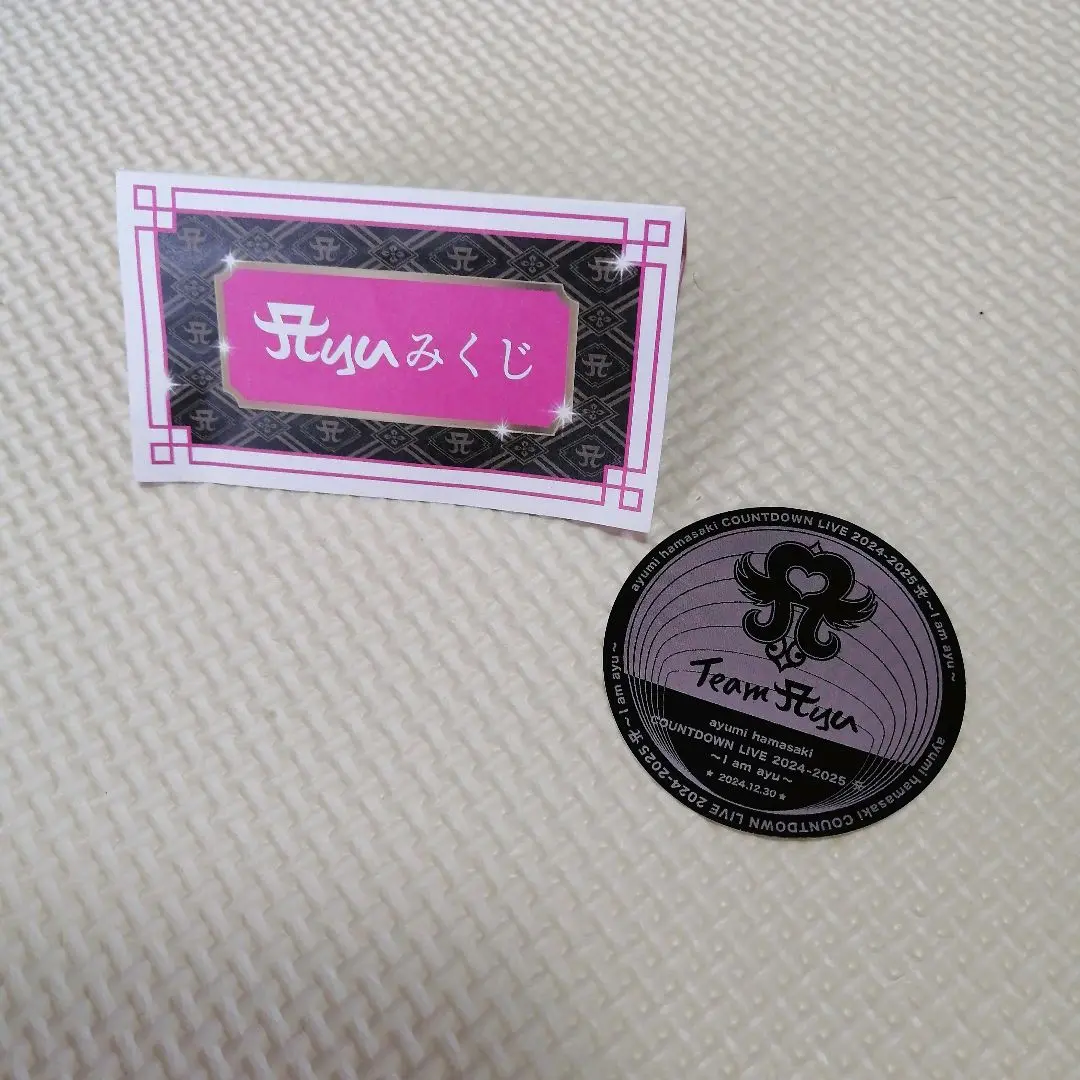 Ayuみくじ
ayumi hamasaki COUNTDOWN LIVE 2024-2025 A ~I am ayu~
Team Ayu
ayumi hamasaki
COUNTDOWN LIVE 2024-2025 A
~I am ayu~
★ 2024.12.30 ★
ayumi hamasaki COUNTDOWN LIVE 2024-2025 A ~I am ayu~